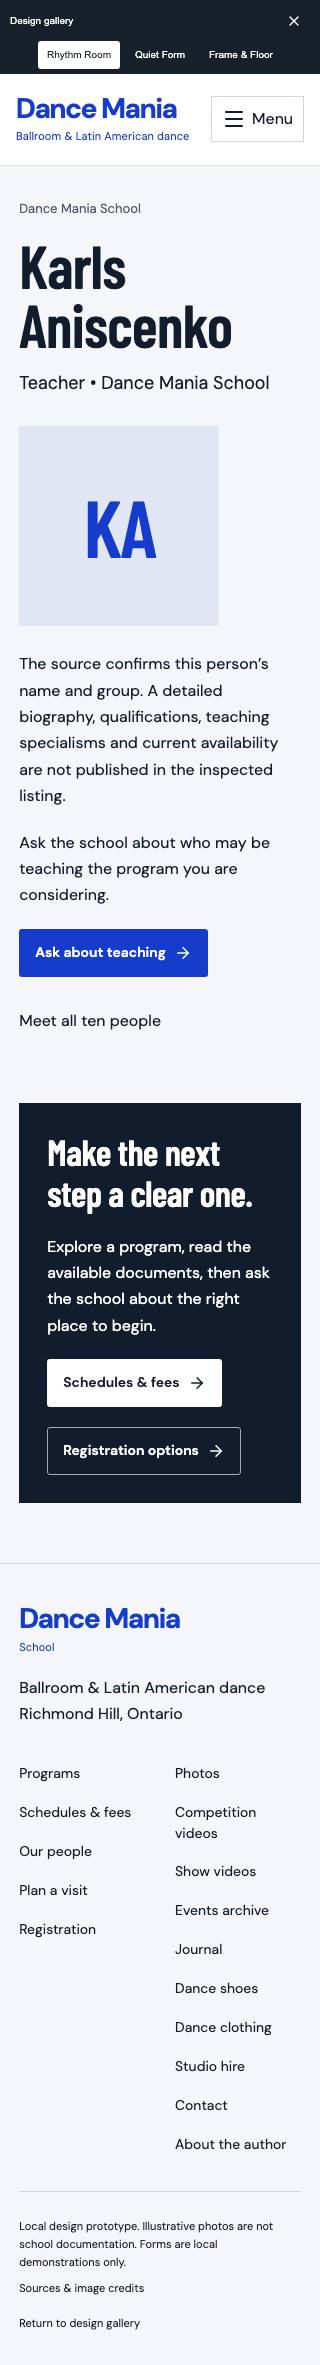 Design gallery
Rhythm Room
Quiet Form
Frame & Floor
Dance Mania
Ballroom & Latin American dance
Menu
Dance Mania School
Karls
Aniscenko
Teacher • Dance Mania School
KA
The source confirms this person’s
name and group. A detailed
biography, qualifications, teaching
specialisms and current availability
are not published in the inspected
listing.
Ask the school about who may be
teaching the program you are
considering.
Ask about teaching →
Meet all ten people
Make the next
step a clear one.
Explore a program, read the
available documents, then ask
the school about the right
place to begin.
Schedules & fees →
Registration options →
Dance Mania
School
Ballroom & Latin American dance
Richmond Hill, Ontario
Programs
Schedules & fees
Our people
Plan a visit
Registration
Photos
Competition
videos
Show videos
Events archive
Journal
Dance shoes
Dance clothing
Studio hire
Contact
About the author
Local design prototype. Illustrative photos are not
school documentation. Forms are local
demonstrations only.
Sources & image credits
Return to design gallery